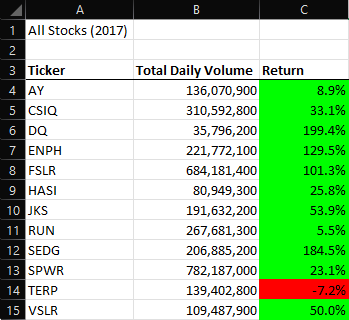 A B C
1 All Stocks (2017)
2
3 Ticker Total Daily Volume Return
4 AY 136,070,900 8.9%
5 CSIQ 310,592,800 33.1%
6 DQ 35,796,200 199.4%
7 ENPH 221,772,100 129.5%
8 FSLR 684,181,400 101.3%
9 HASI 80,949,300 25.8%
10 JKS 191,632,200 53.9%
11 RUN 267,681,300 5.5%
12 SEDG 206,885,200 184.5%
13 SPWR 782,187,000 23.1%
14 TERP 139,402,800 -7.2%
15 VSLR 109,487,900 50.0%